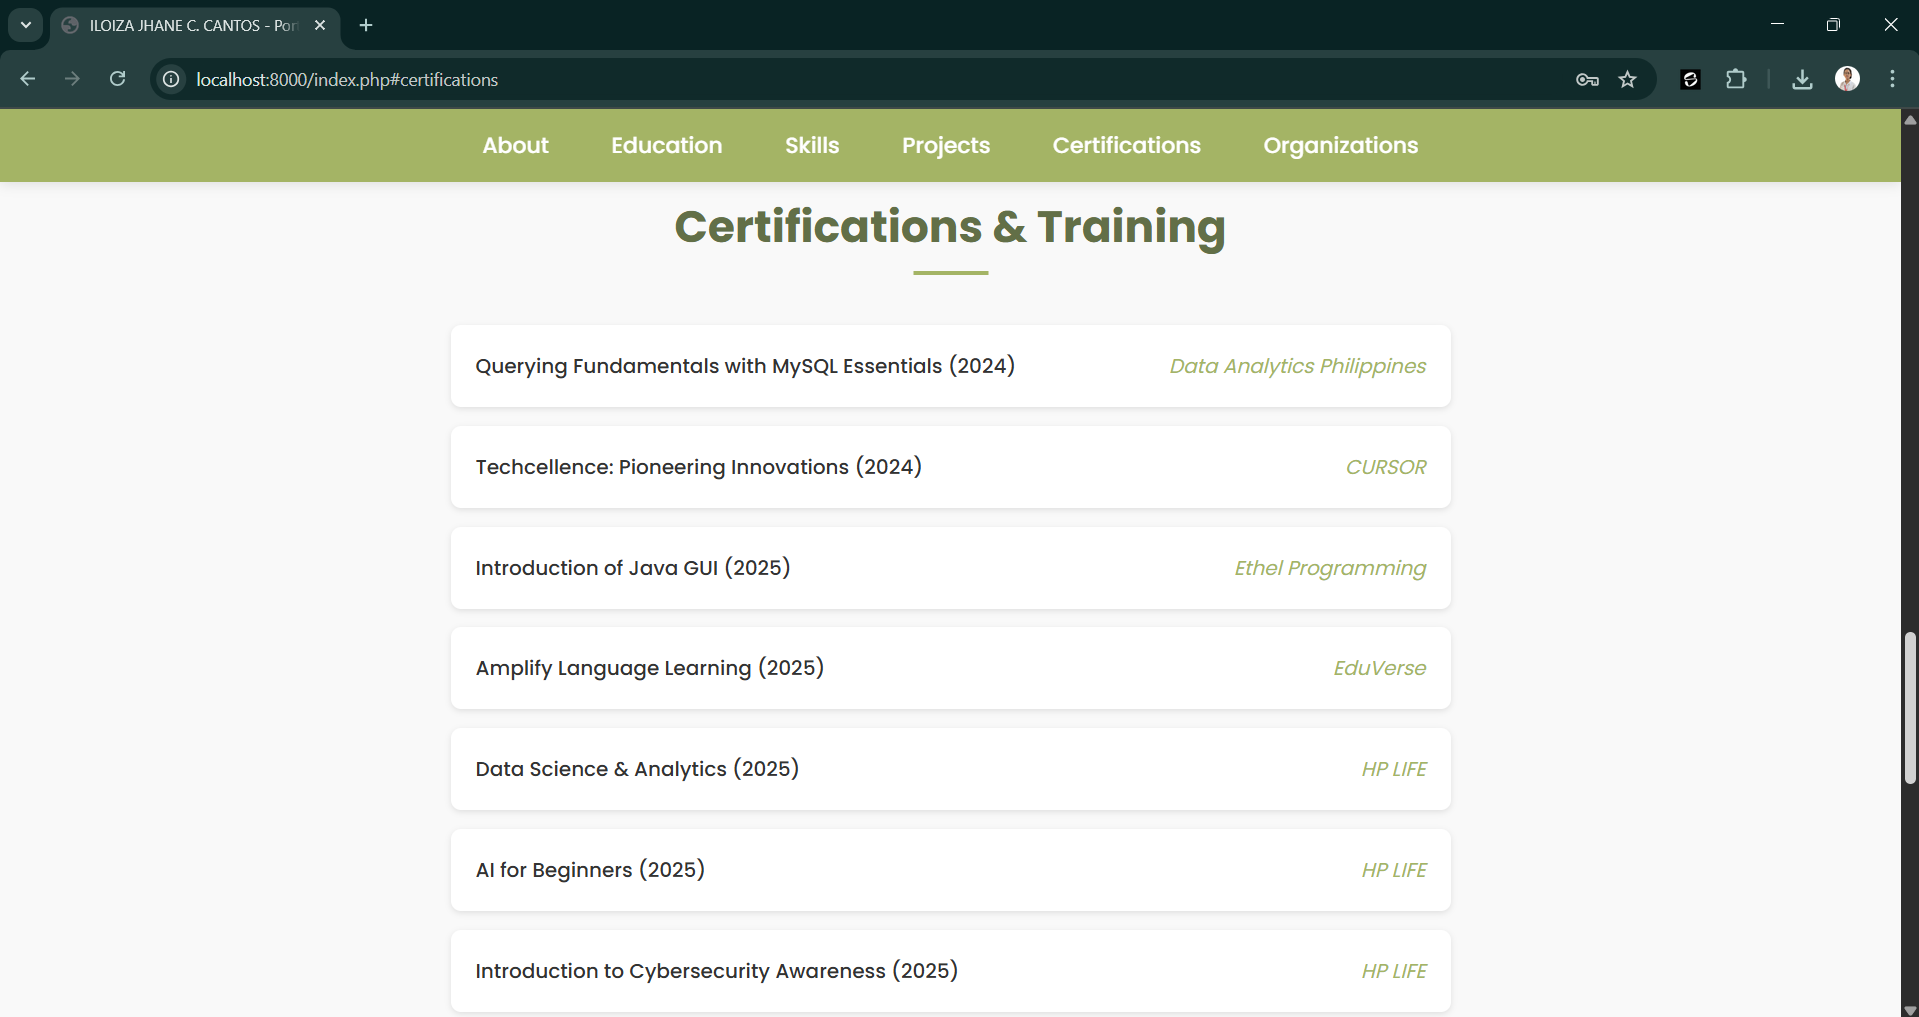 ILOIZA JHANE C. CANTOS - Por
localhost:8000/index.php#certifications
About Education Skills Projects Certifications Organizations
Certifications & Training
Querying Fundamentals with MySQL Essentials (2024) Data Analytics Philippines
Techcellence: Pioneering Innovations (2024) CURSOR
Introduction of Java GUI (2025) Ethel Programming
Amplify Language Learning (2025) EduVerse
Data Science & Analytics (2025) HP LIFE
AI for Beginners (2025) HP LIFE
Introduction to Cybersecurity Awareness (2025) HP LIFE